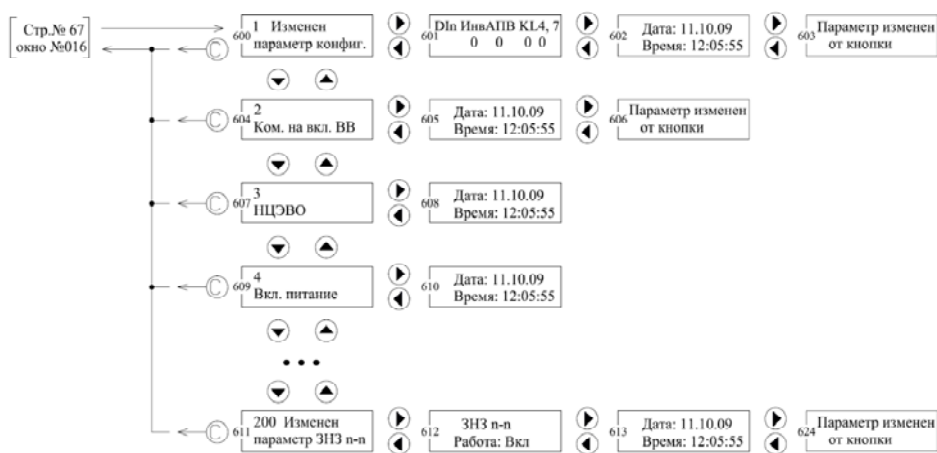 Стр.№ 67
окно №016
C
600
1 Изменен
параметр конфиг.
601
DIn ИнвАПВ KL4, 7
0 0 0 0
602
Дата: 11.10.09
Время: 12:05:55
603
Параметр изменен
от кнопки
C
604
2
Ком. на вкл. ВВ
605
Дата: 11.10.09
Время: 12:05:55
606
Параметр изменен
от кнопки
C
607
3
НЦЭВО
608
Дата: 11.10.09
Время: 12:05:55
C
609
4
Вкл. питание
610
Дата: 11.10.09
Время: 12:05:55
C
611
200 Изменен
параметр ЗНЗ n-n
612
ЗНЗ n-n
Работа: Вкл
613
Дата: 11.10.09
Время: 12:05:55
624
Параметр изменен
от кнопки